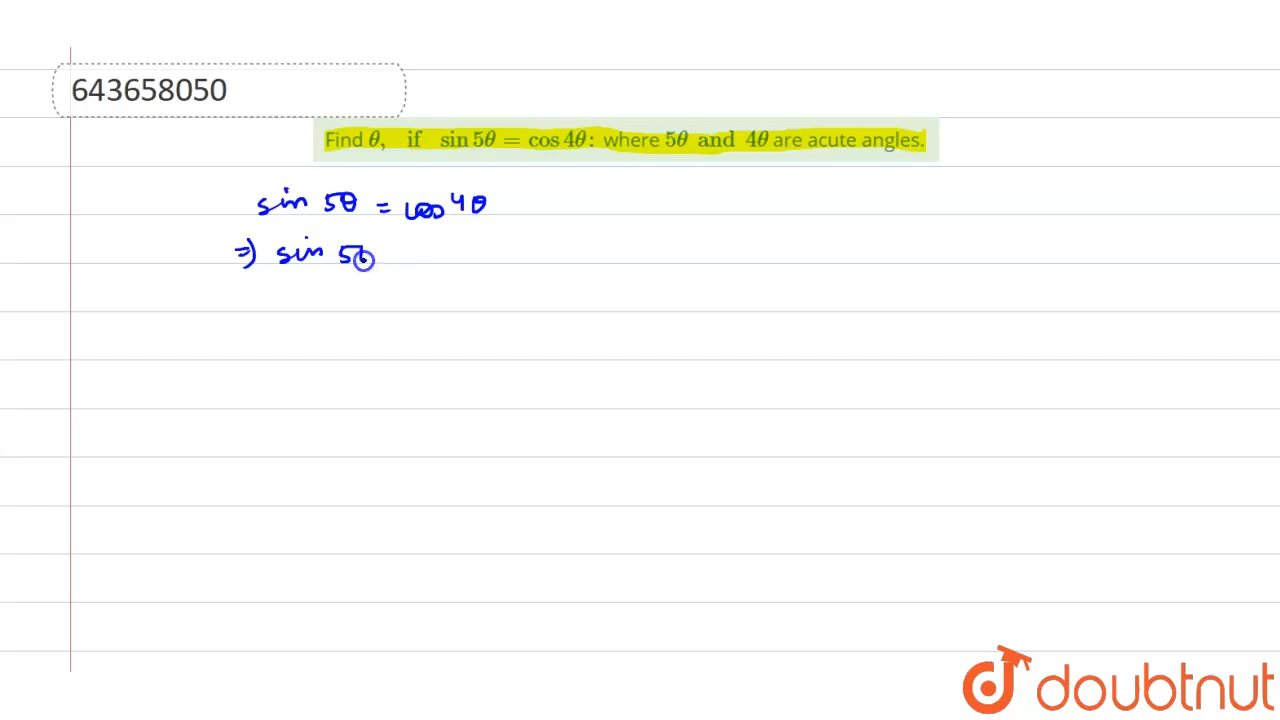 643658050
Find θ, if sin 5θ = cos 4θ: where 5θ and 4θ are acute angles.
sin 5θ = cos 4θ
⇒ sin 5θ
doubtnut